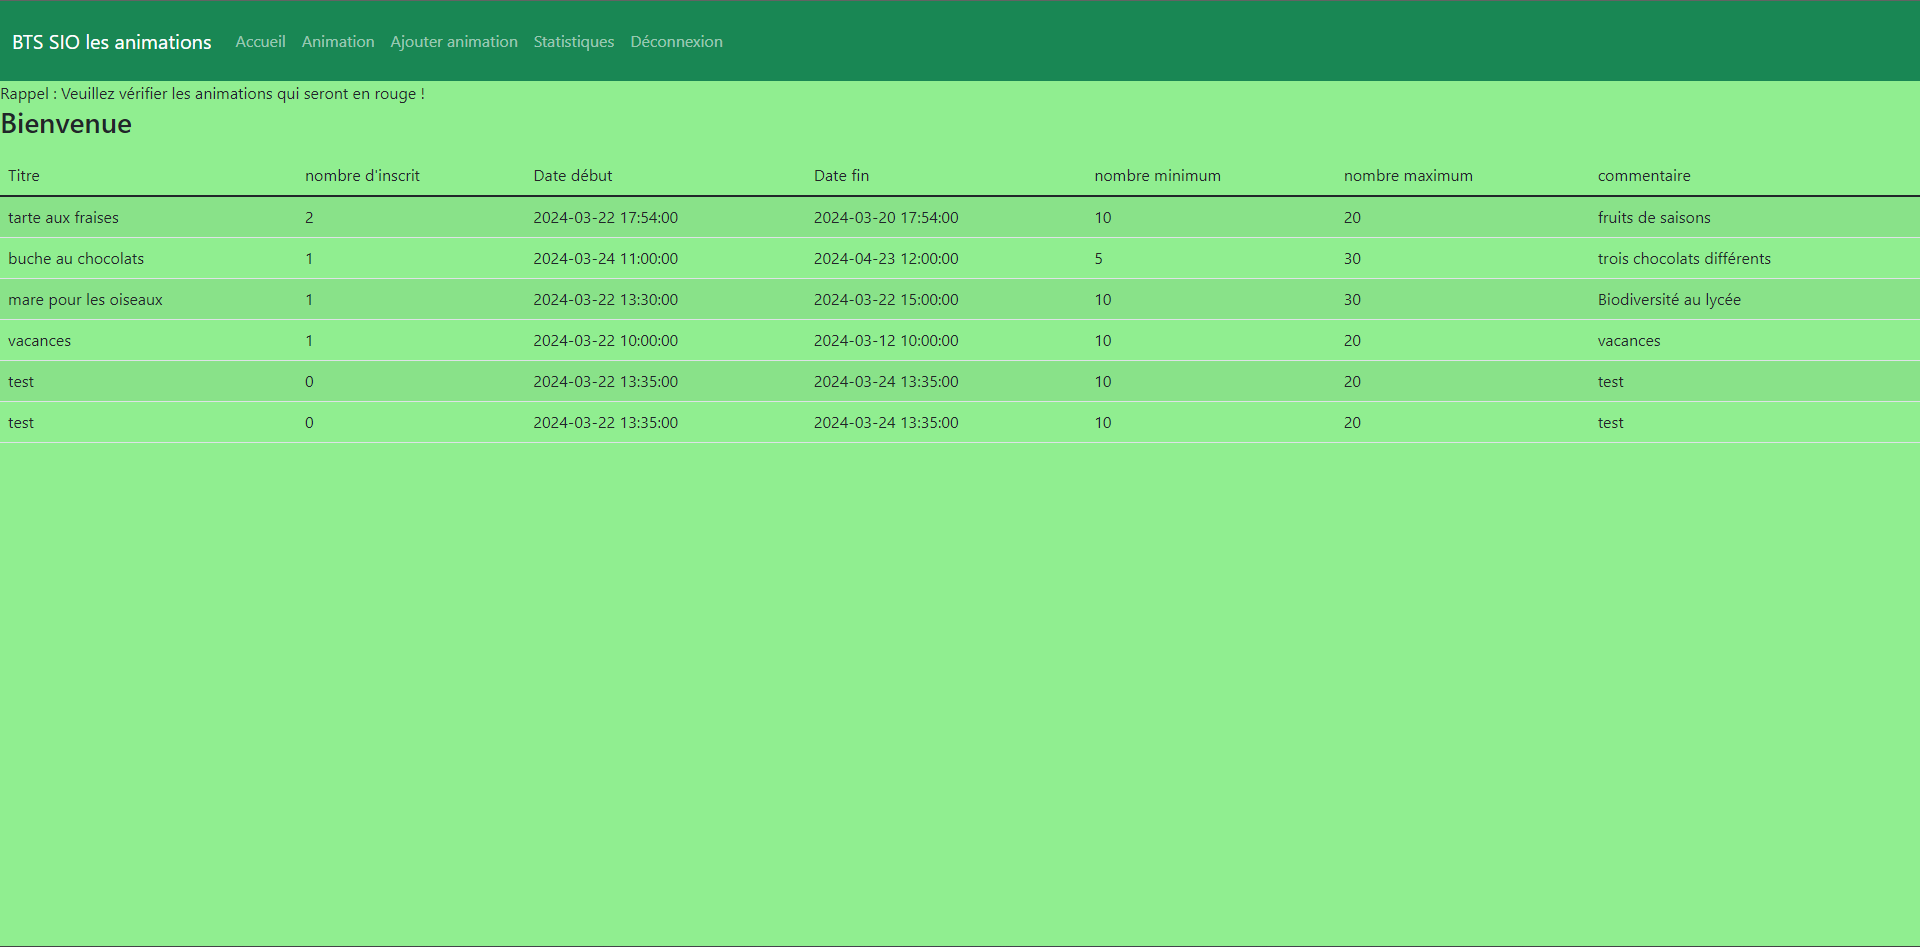 BTS SIO les animations Accueil Animation Ajouter animation Statistiques Déconnexion
Rappel : Veuillez vérifier les animations qui seront en rouge !
Bienvenue
Titre nombre d'inscrit Date début Date fin nombre minimum nombre maximum commentaire
tarte aux fraises 2 2024-03-22 17:54:00 2024-03-20 17:54:00 10 20 fruits de saisons
buche au chocolats 1 2024-03-24 11:00:00 2024-04-23 12:00:00 5 30 trois chocolats différents
mare pour les oiseaux 1 2024-03-22 13:30:00 2024-03-22 15:00:00 10 30 Biodiversité au lycée
vacances 1 2024-03-22 10:00:00 2024-03-12 10:00:00 10 20 vacances
test 0 2024-03-22 13:35:00 2024-03-24 13:35:00 10 20 test
test 0 2024-03-22 13:35:00 2024-03-24 13:35:00 10 20 test